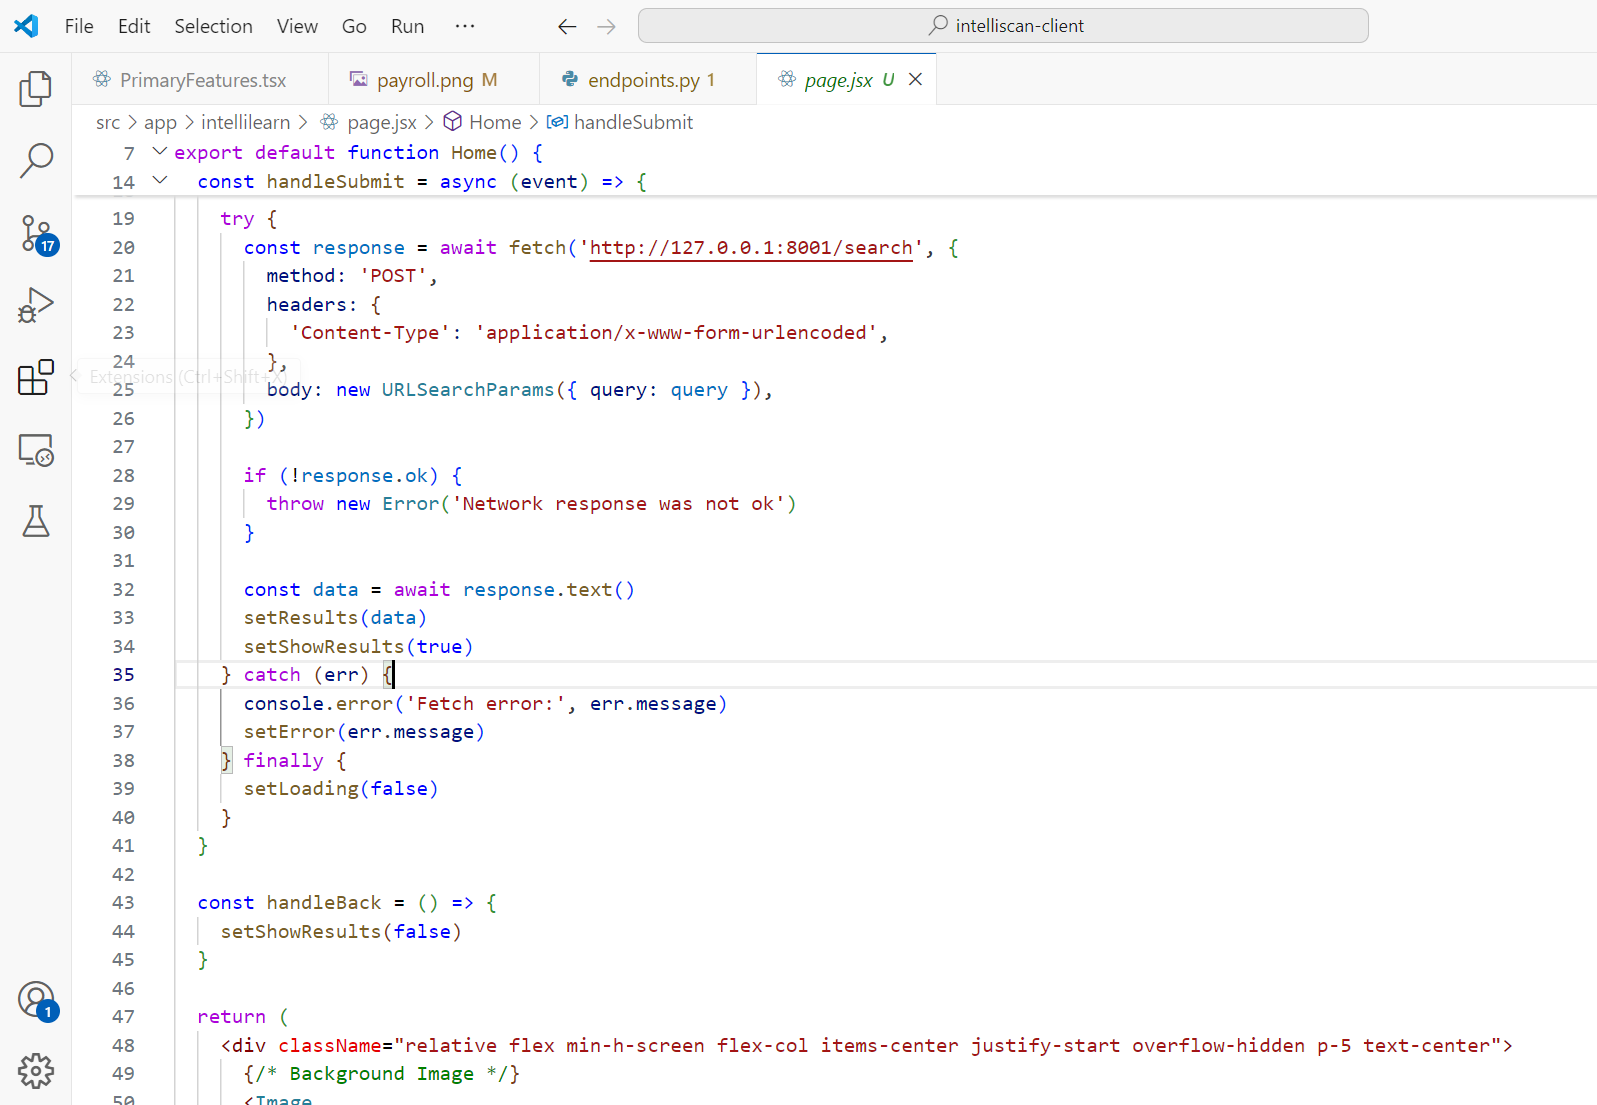 File Edit Selection View Go Run ...
intelliscan-client
PrimaryFeatures.tsx
payroll.png M
endpoints.py 1
page.jsx U
src > app > intellilearn > page.jsx > Home > handleSubmit
7 export default function Home() {
14 const handleSubmit = async (event) => {
19 try {
20 const response = await fetch('http://127.0.0.1:8001/search', {
21 method: 'POST',
22 headers: {
23 'Content-Type': 'application/x-www-form-urlencoded',
24 },
25 body: new URLSearchParams({ query: query }),
26 })
27
28 if (!response.ok) {
29 throw new Error('Network response was not ok')
30 }
31
32 const data = await response.text()
33 setResults(data)
34 setShowResults(true)
35 } catch (err) {
36 console.error('Fetch error:', err.message)
37 setError(err.message)
38 } finally {
39 setLoading(false)
40 }
41 }
42
43 const handleBack = () => {
44 setShowResults(false)
45 }
46
47 return (
48 <div className="relative flex min-h-screen flex-col items-center justify-start overflow-hidden p-5 text-center">
49 {/* Background Image */}
50 <Image
17
Extensions (Ctrl+Shift+X)
1